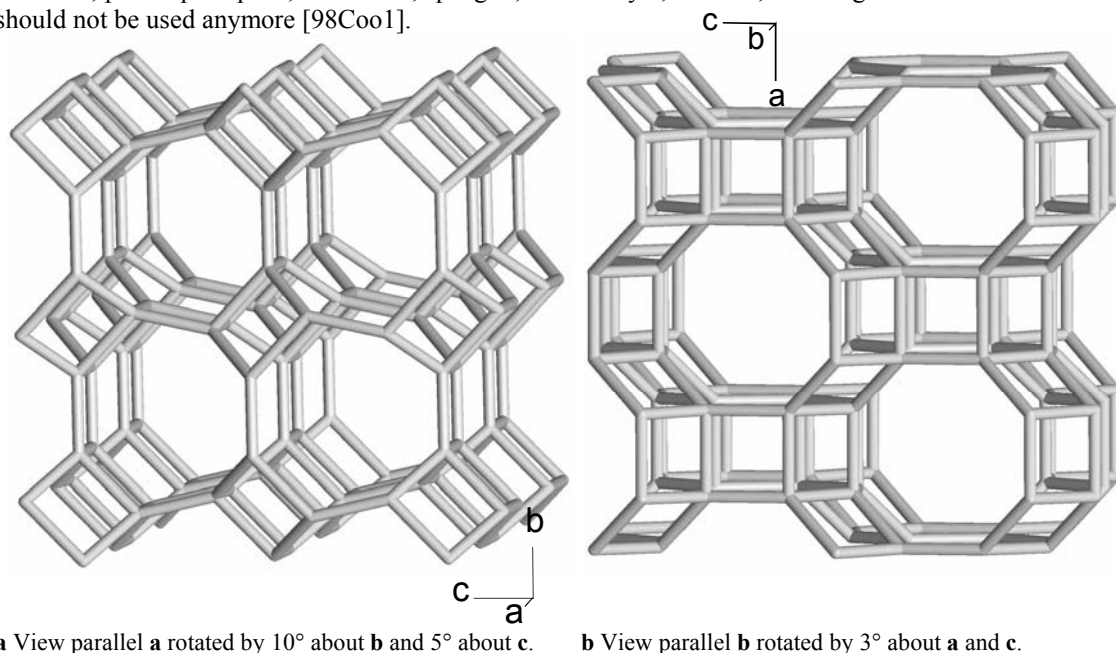 should not be used anymore [98Coo1].
c
b
a
b
c
a
a View parallel a rotated by 10° about b and 5° about c.
b View parallel b rotated by 3° about a and c.